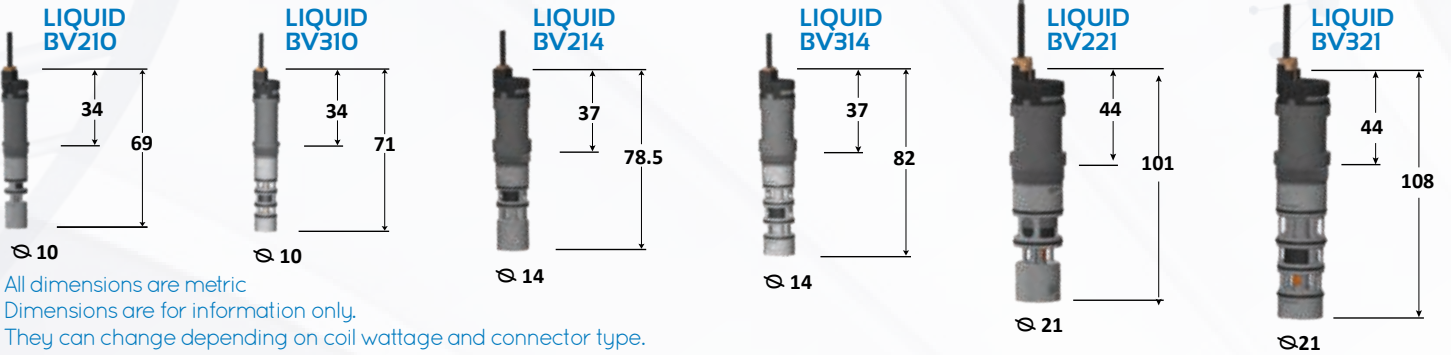 LIQUID
BV210
34
69
⌀ 10
LIQUID
BV310
34
71
⌀ 10
LIQUID
BV214
37
78.5
⌀ 14
LIQUID
BV314
37
82
⌀ 14
LIQUID
BV221
44
101
⌀ 21
LIQUID
BV321
44
108
⌀21
All dimensions are metric
Dimensions are for information only.
They can change depending on coil wattage and connector type.